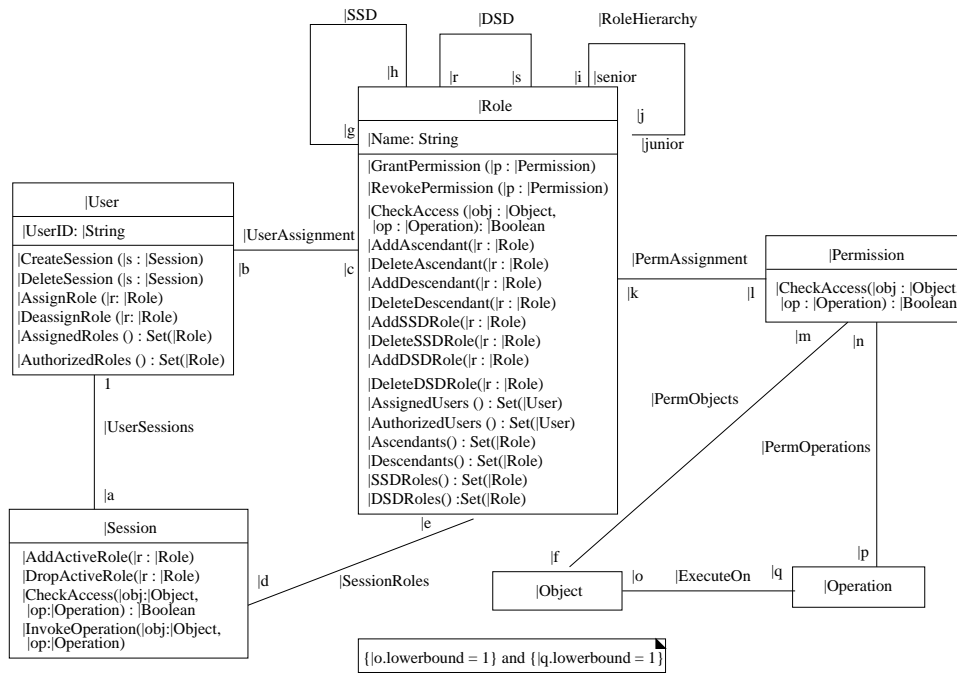 |SSD
|DSD
|RoleHierarchy
|h
|r
|s
|i
|senior
|g
|j
|junior
|Role
|Name: String
|GrantPermission (|p : |Permission)
|RevokePermission (|p : |Permission)
|CheckAccess (|obj : |Object,
|op : |Operation): |Boolean
|AddAscendant(|r : |Role)
|DeleteAscendant(|r : |Role)
|AddDescendant(|r : |Role)
|DeleteDescendant(|r : |Role)
|AddSSDRole(|r : |Role)
|DeleteSSDRole(|r : |Role)
|AddDSDRole(|r : |Role)
|DeleteDSDRole(|r : |Role)
|AssignedUsers () : Set(|User)
|AuthorizedUsers () : Set(|User)
|Ascendants() : Set(|Role)
|Descendants() : Set(|Role)
|SSDRoles() : Set(|Role)
|DSDRoles() :Set(|Role)
|User
|UserID: |String
|CreateSession (|s : |Session)
|DeleteSession (|s : |Session)
|AssignRole (|r: |Role)
|DeassignRole (|r: |Role)
|AssignedRoles () : Set(|Role)
|AuthorizedRoles () : Set(|Role)
|UserAssignment
|b
|c
|PermAssignment
|k
|l
|Permission
|CheckAccess(|obj : |Object,
|op : |Operation) : |Boolean
|m
|n
1
|UserSessions
|a
|PermObjects
|PermOperations
|Session
|AddActiveRole(|r : |Role)
|DropActiveRole(|r : |Role)
|CheckAccess(|obj:|Object,
|op:|Operation) : |Boolean
|InvokeOperation(|obj:|Object,
|op:|Operation)
|e
|d
|SessionRoles
|f
|p
|Object
|o
|ExecuteOn
|q
|Operation
{|o.lowerbound = 1} and {|q.lowerbound = 1}